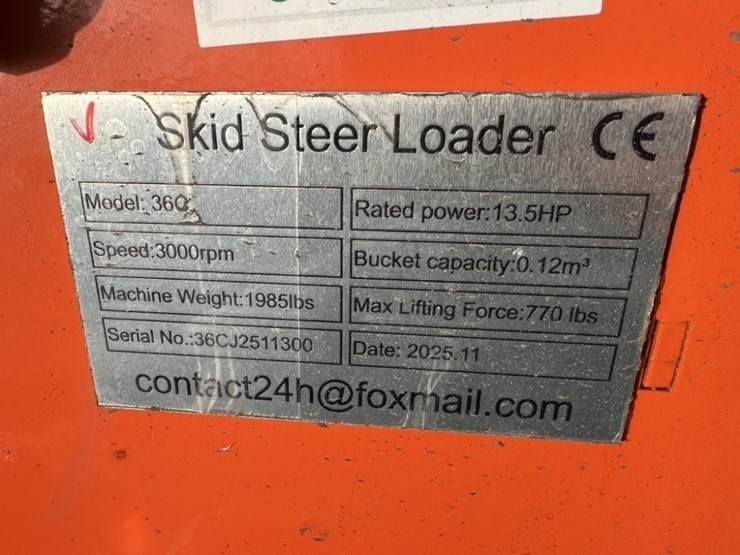 Skid Steer Loader CE
Model: 36C
Rated power:13.5HP
Speed:3000rpm
Bucket capacity:0.12m³
Machine Weight:1985lbs
Max Lifting Force:770 lbs
Serial No.:36CJ2511300
Date: 2025.11
contact24h@foxmail.com